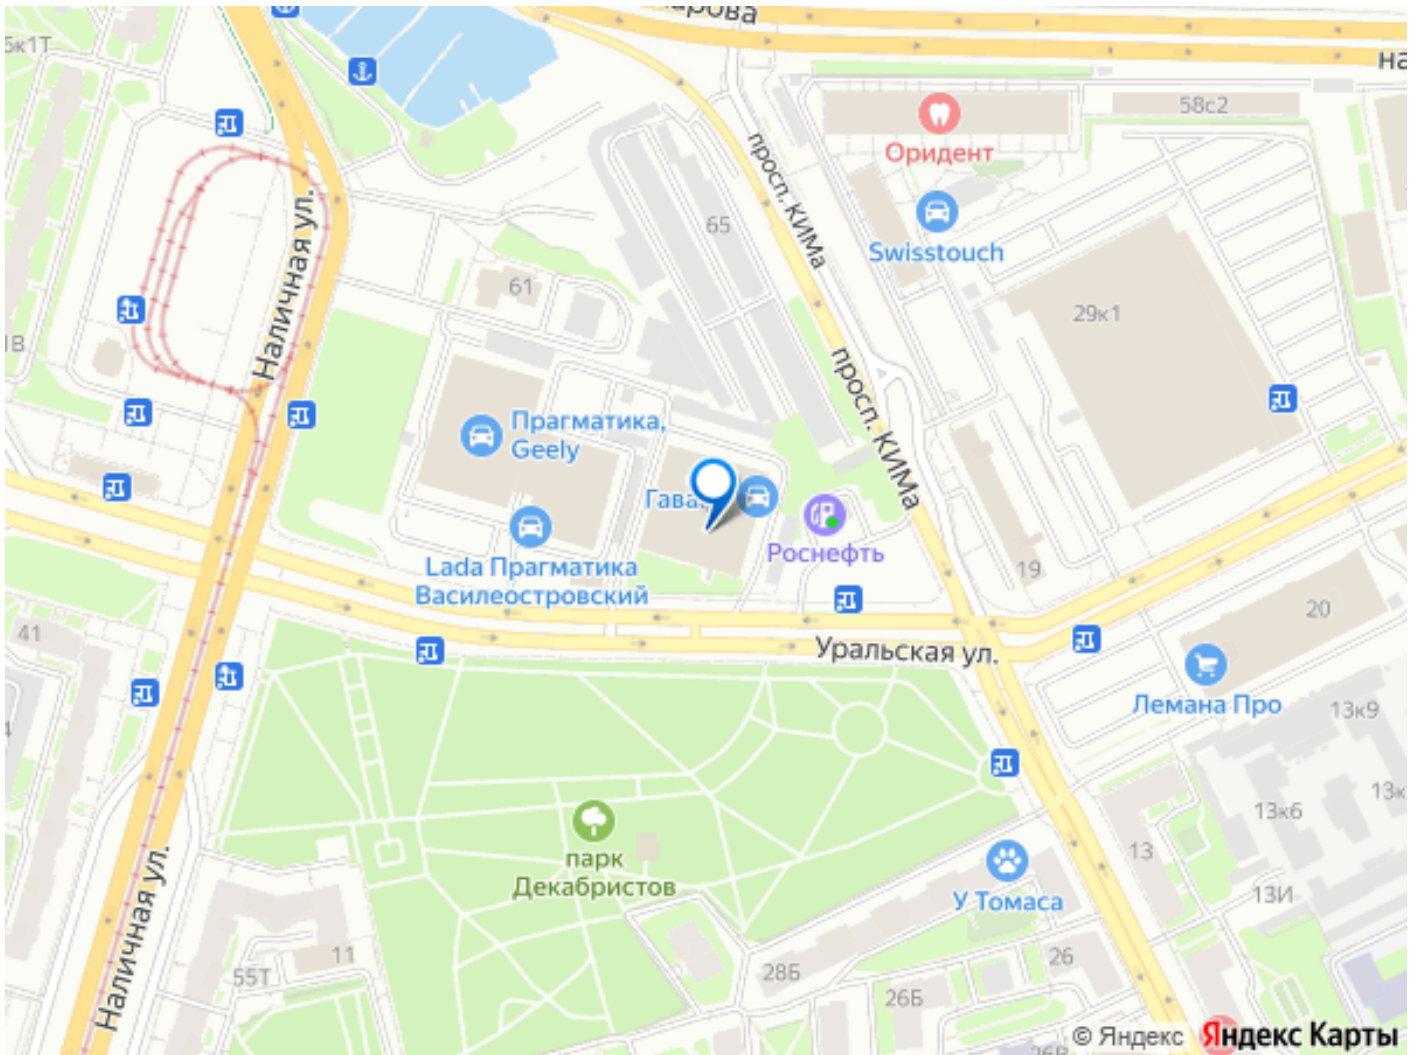 5к1Т
58с2
Оридент
просп. КИМа
65
Наличная ул.
Swisstouch
61
29к1
Прагматика,
Geely
просп. КИМа
Lada Прагматика
Василеостровский
Роснефть
19
20
41
Уральская ул.
Лемана Про
13к9
13к6
парк
Декабристов
13
У Томаса
13И
Наличная ул.
11
55Т
28Б
26
26Б
© Яндекс
Яндекс Карты